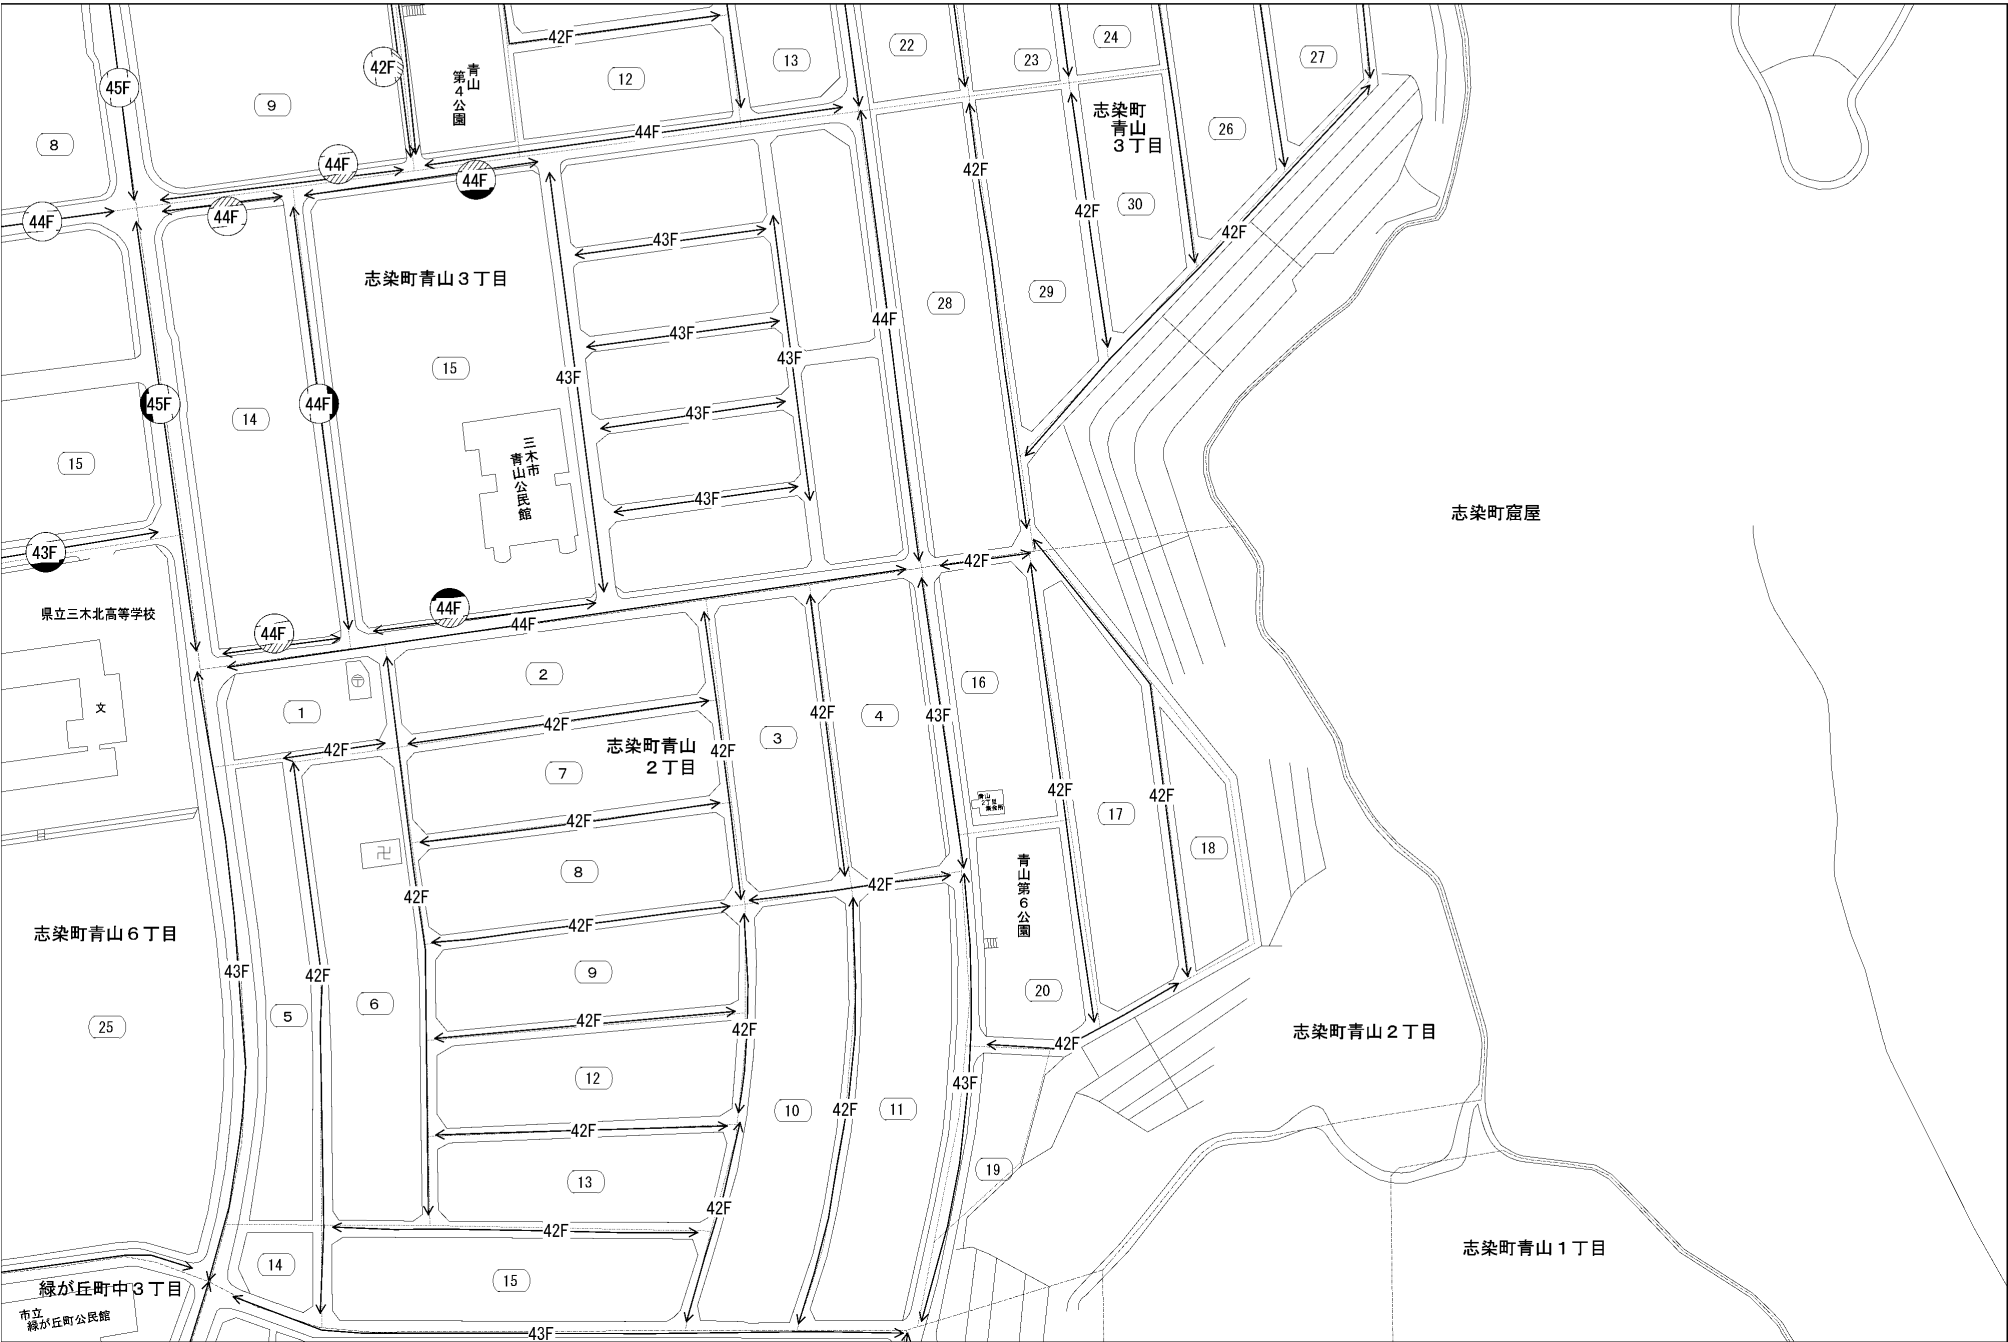 42F
22
24
13
23
27
42F
45F
12
青山
第4公園
9
志染町
青山
3丁目
26
8
44F
44F
42F
44F
30
44F
44F
42F
42F
43F
志染町青山3丁目
29
28
44F
43F
43F
15
43F
45F
44F
14
43F
三木市
青山公民館
15
43F
志染町窟屋
43F
42F
県立三木北高等学校
44F
44F
44F
2
16
文
1
42F
43F
4
42F
3
42F
志染町青山
2丁目
42F
7
42F
42F
青山
2丁目
集会所
17
42F
卍
18
8
42F
42F
青山第6公園
42F
志染町青山6丁目
43F
42F
9
20
6
5
42F
42F
25
志染町青山2丁目
42F
12
43F
10
42F
11
42F
19
13
42F
42F
志染町青山1丁目
14
15
緑が丘町中3丁目
市立
緑が丘町公民館
43F